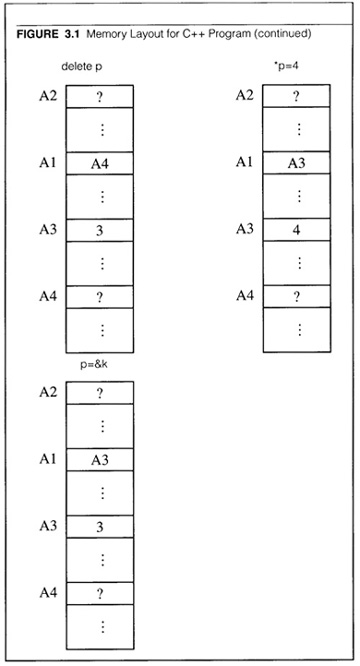 FIGURE 3.1 Memory Layout for C++ Program (continued)
delete p
A2 ?
⋮
A1 A4
⋮
A3 3
⋮
A4 ?
⋮
p=&k
A2 ?
⋮
A1 A3
⋮
A3 3
⋮
A4 ?
⋮
*p=4
A2 ?
⋮
A1 A3
⋮
A3 4
⋮
A4 ?
⋮